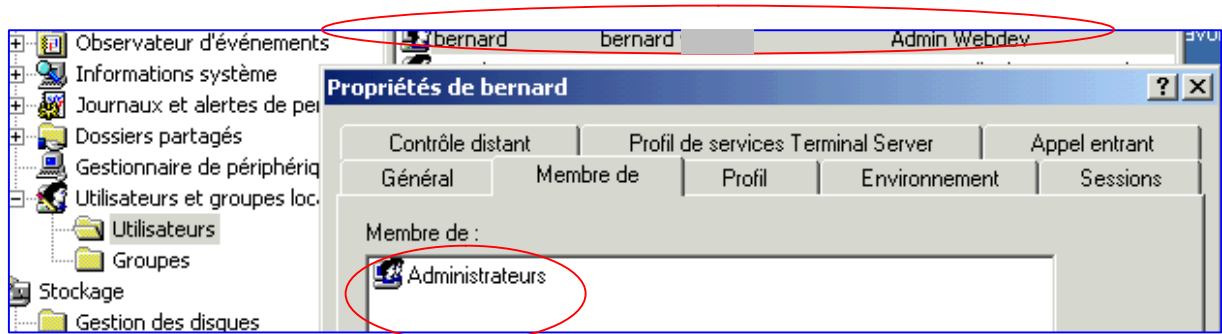 Observateur d'événements
Informations système
Journaux et alertes de pe
Dossiers partagés
Gestionnaire de périphériq
Utilisateurs et groupes loc
Utilisateurs
Groupes
Stockage
Gestion des disques
bernard bernard Admin Webdev
Propriétés de bernard
Contrôle distant Profil de services Terminal Server Appel entrant
Général Membre de Profil Environnement Sessions
Membre de :
Administrateurs